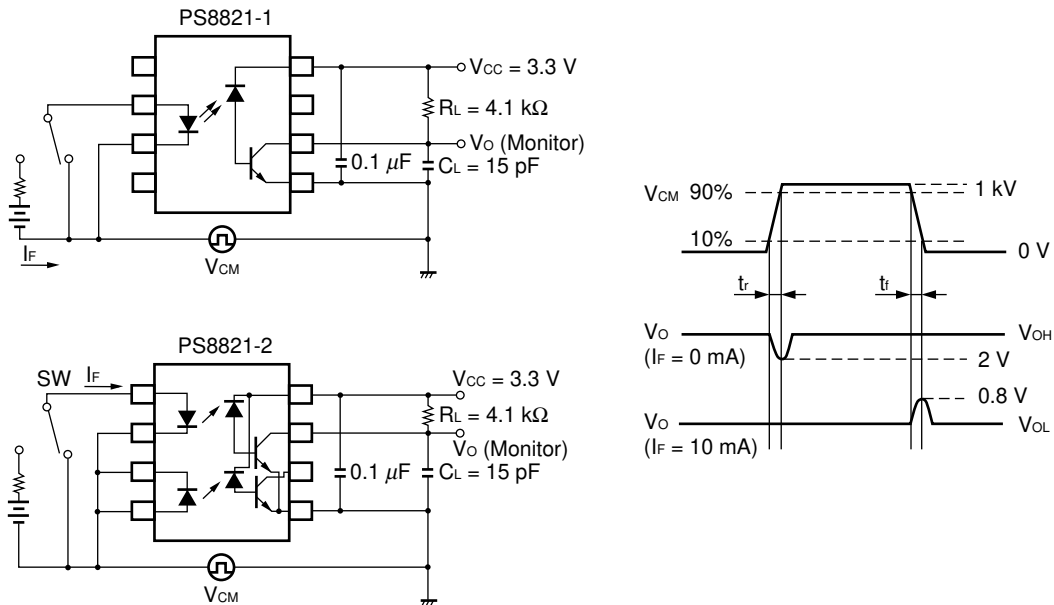 PS8821-1
VCC = 3.3 V
RL = 4.1 kΩ
VO (Monitor)
0.1 μF
CL = 15 pF
IF
VCM
PS8821-2
SW
IF
VCC = 3.3 V
RL = 4.1 kΩ
VO (Monitor)
0.1 μF
CL = 15 pF
VCM
VCM 90%
1 kV
10%
0 V
tr
tf
VO
(IF = 0 mA)
VOH
2 V
0.8 V
VO
(IF = 10 mA)
VOL